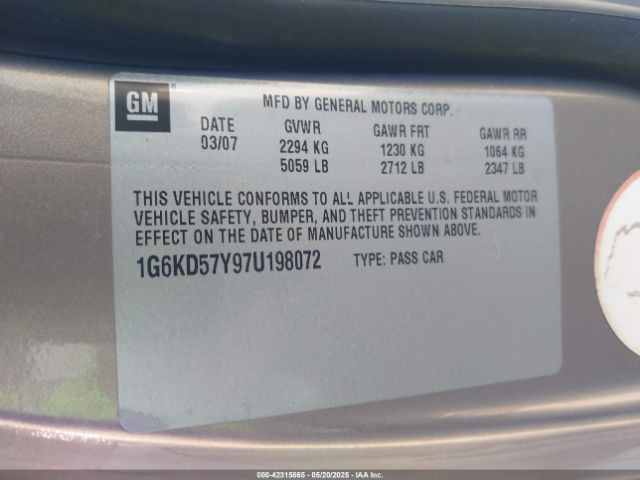 GM
MFD BY GENERAL MOTORS CORP.
DATE GVWR GAWR FRT GAWR RR
03/07 2294 KG 1230 KG 1064 KG
5059 LB 2712 LB 2347 LB
THIS VEHICLE CONFORMS TO ALL APPLICABLE U.S. FEDERAL MOTOR
VEHICLE SAFETY, BUMPER, AND THEFT PREVENTION STANDARDS IN
EFFECT ON THE DATE OF MANUFACTURE SHOWN ABOVE.
1G6KD57Y97U198072 TYPE: PASS CAR
000-42315865 - 05/20/2025 - IAA Inc.